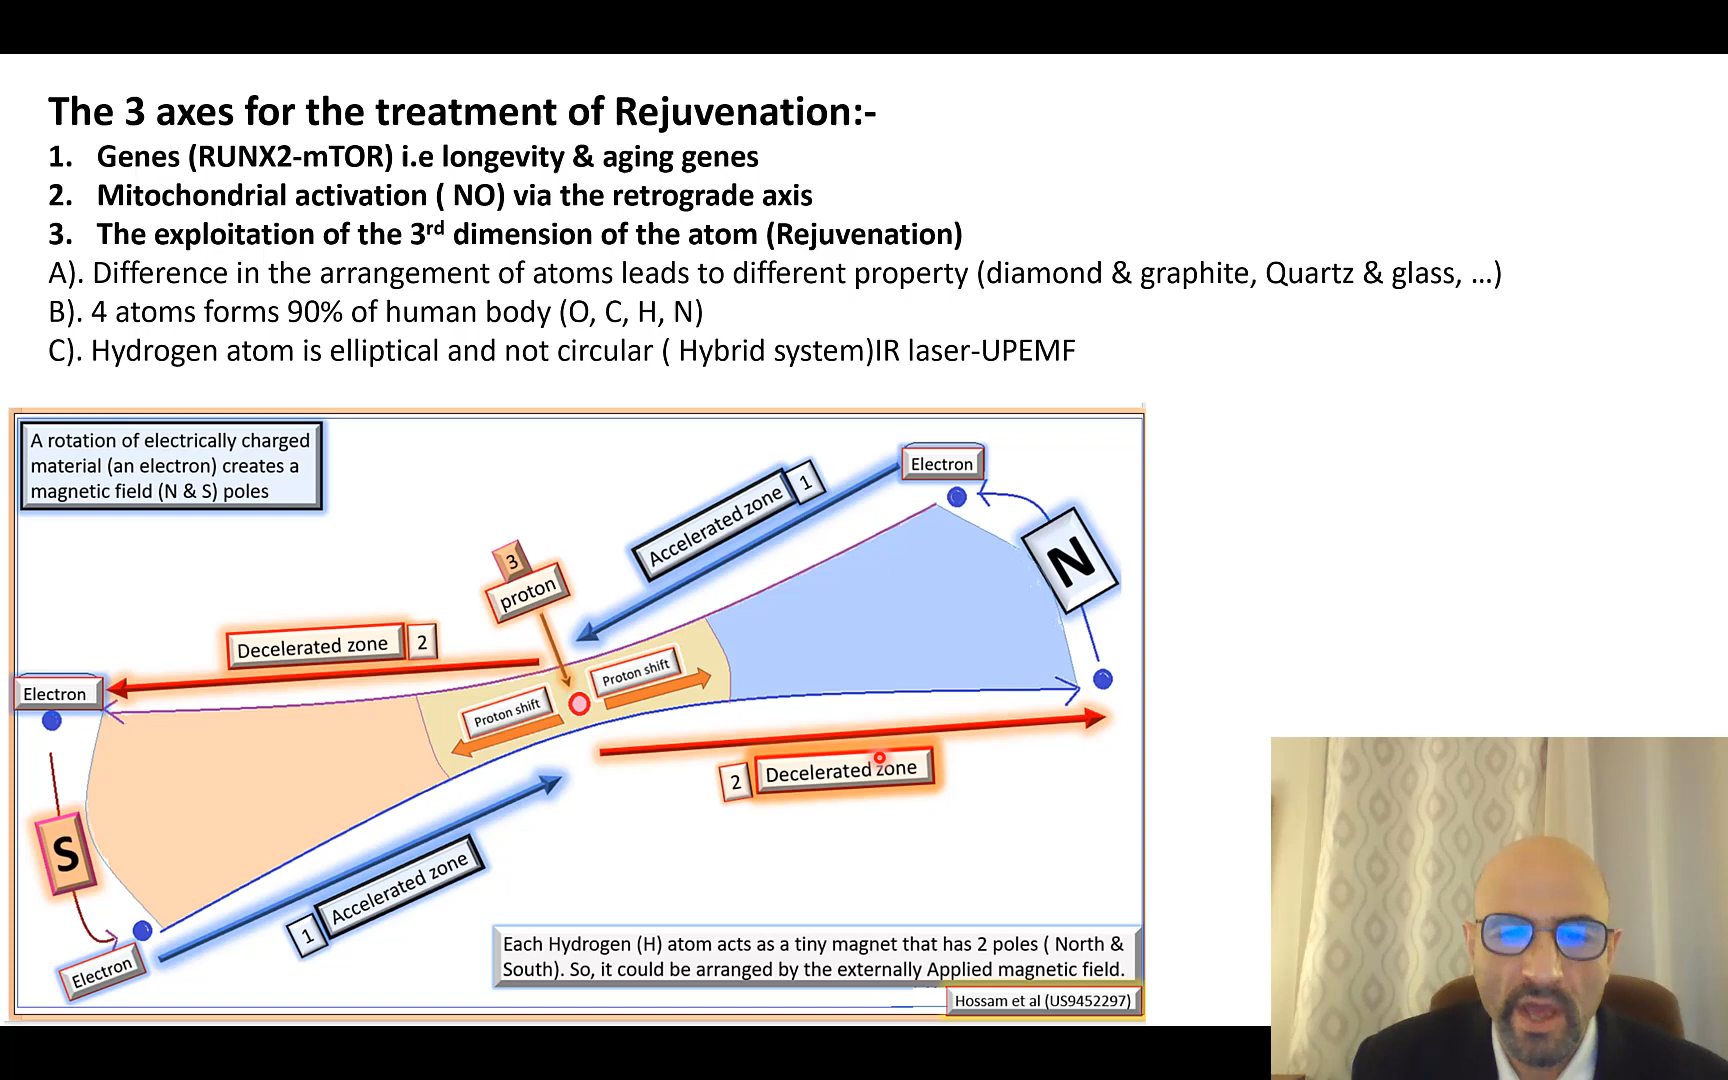 The 3 axes for the treatment of Rejuvenation:-
1. Genes (RUNX2-mTOR) i.e longevity & aging genes
2. Mitochondrial activation ( NO) via the retrograde axis
3. The exploitation of the 3rd dimension of the atom (Rejuvenation)
A). Difference in the arrangement of atoms leads to different property (diamond & graphite, Quartz & glass, ...)
B). 4 atoms forms 90% of human body (O, C, H, N)
C). Hydrogen atom is elliptical and not circular ( Hybrid system)IR laser-UPEMF
A rotation of electrically charged
material (an electron) creates a
magnetic field (N & S) poles
Electron
Accelerated zone 1
N
3
proton
Decelerated zone 2
Proton shift
Electron
Proton shift
2 Decelerated zone
S
1 Accelerated zone
Electron
Each Hydrogen (H) atom acts as a tiny magnet that has 2 poles ( North &
South). So, it could be arranged by the externally Applied magnetic field.
Hossam et al (US9452297)